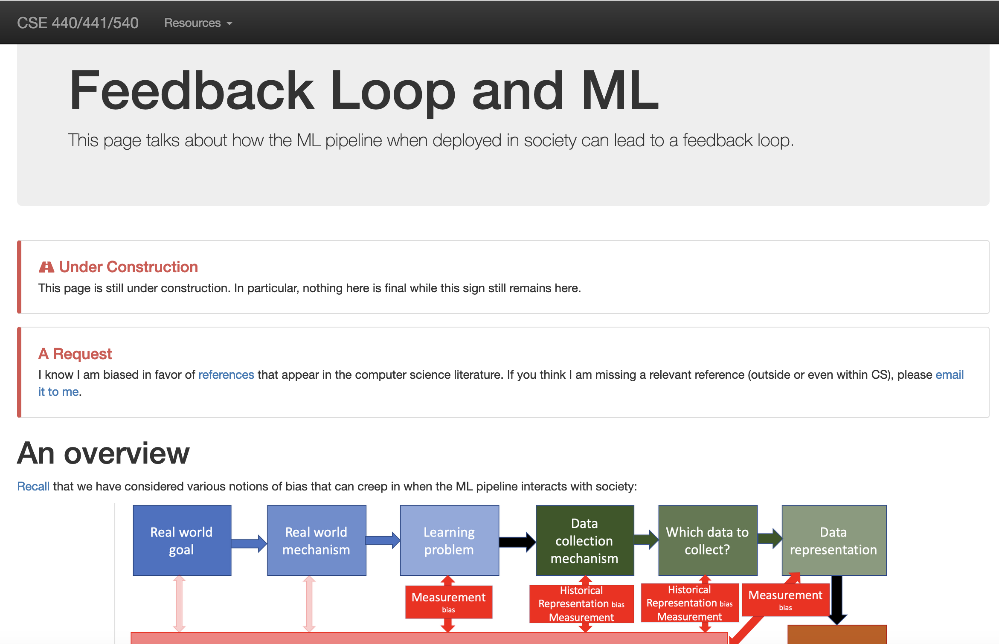 CSE 440/441/540 Resources
Feedback Loop and ML
This page talks about how the ML pipeline when deployed in society can lead to a feedback loop.
Under Construction
This page is still under construction. In particular, nothing here is final while this sign still remains here.
A Request
I know I am biased in favor of references that appear in the computer science literature. If you think I am missing a relevant reference (outside or even within CS), please email
it to me.
An overview
Recall that we have considered various notions of bias that can creep in when the ML pipeline interacts with society:
Real world
goal
Real world
mechanism
Learning
problem
Data
collection
mechanism
Which data to
collect?
Data
representation
Measurement
bias
Historical
Representation bias
Measurement
Historical
Representation bias
Measurement
Measurement
bias